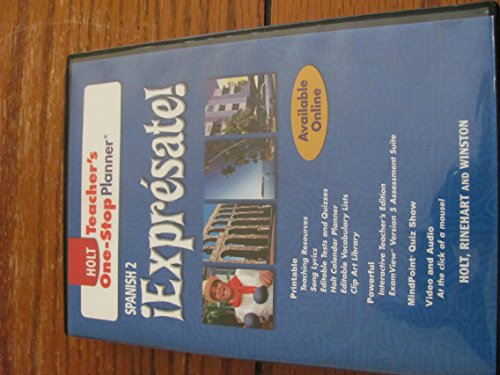 HOLT
Teacher's
One-Stop Planner®
SPANISH 2
¡Exprésate!
Available
Online
Printable
Teaching Resources
Song Lyrics
Editable Tests and Quizzes
Holt Calendar Planner
Editable Vocabulary Lists
Clip Art Library
Powerful
Interactive Teacher's Edition
ExamView® Version 5 Assessment Suite
MindPoint® Quiz Show
Video and Audio
At the click of a mouse!
HOLT, RINEHART AND WINSTON